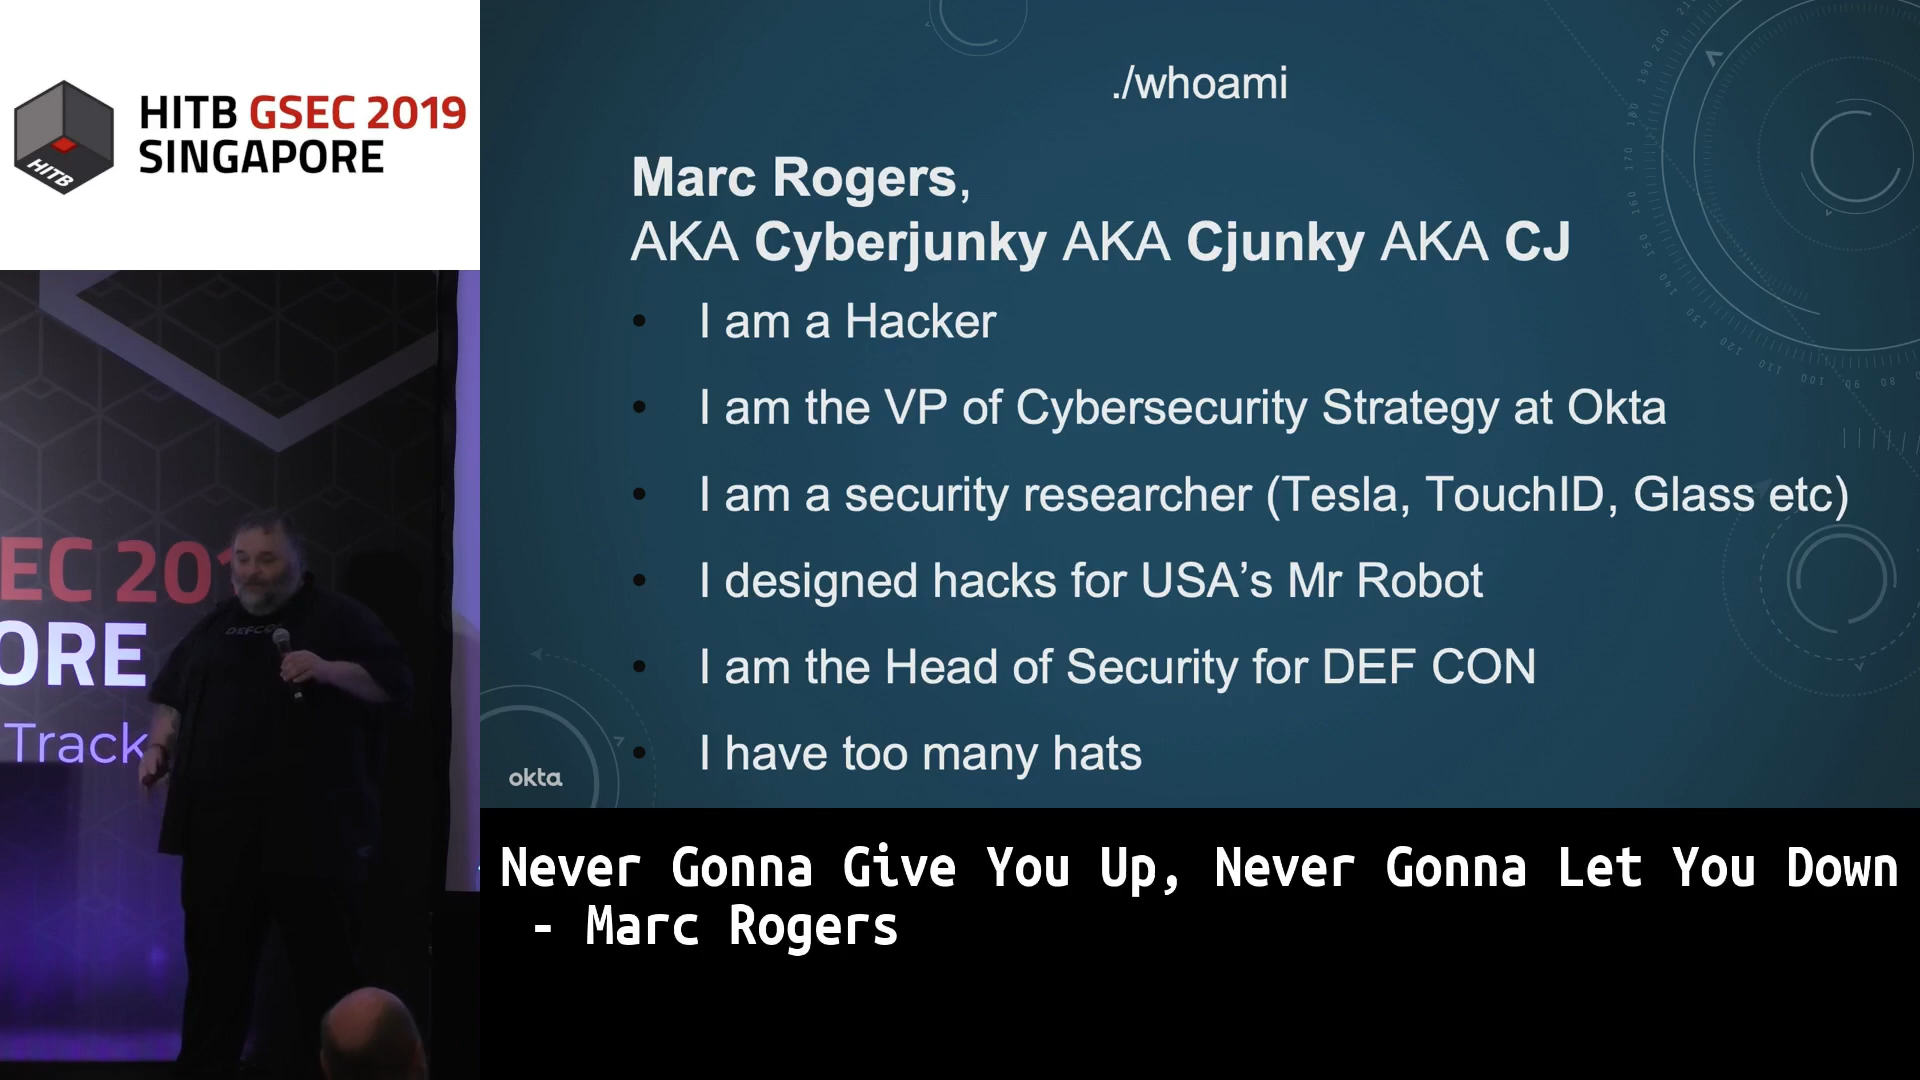 HITB GSEC 2019
SINGAPORE
HITB
EC 201
ORE
Track
DEFCO
./whoami
Marc Rogers,
AKA Cyberjunky AKA Cjunky AKA CJ
• I am a Hacker
• I am the VP of Cybersecurity Strategy at Okta
• I am a security researcher (Tesla, TouchID, Glass etc)
• I designed hacks for USA’s Mr Robot
• I am the Head of Security for DEF CON
• I have too many hats
okta
Never Gonna Give You Up, Never Gonna Let You Down
- Marc Rogers